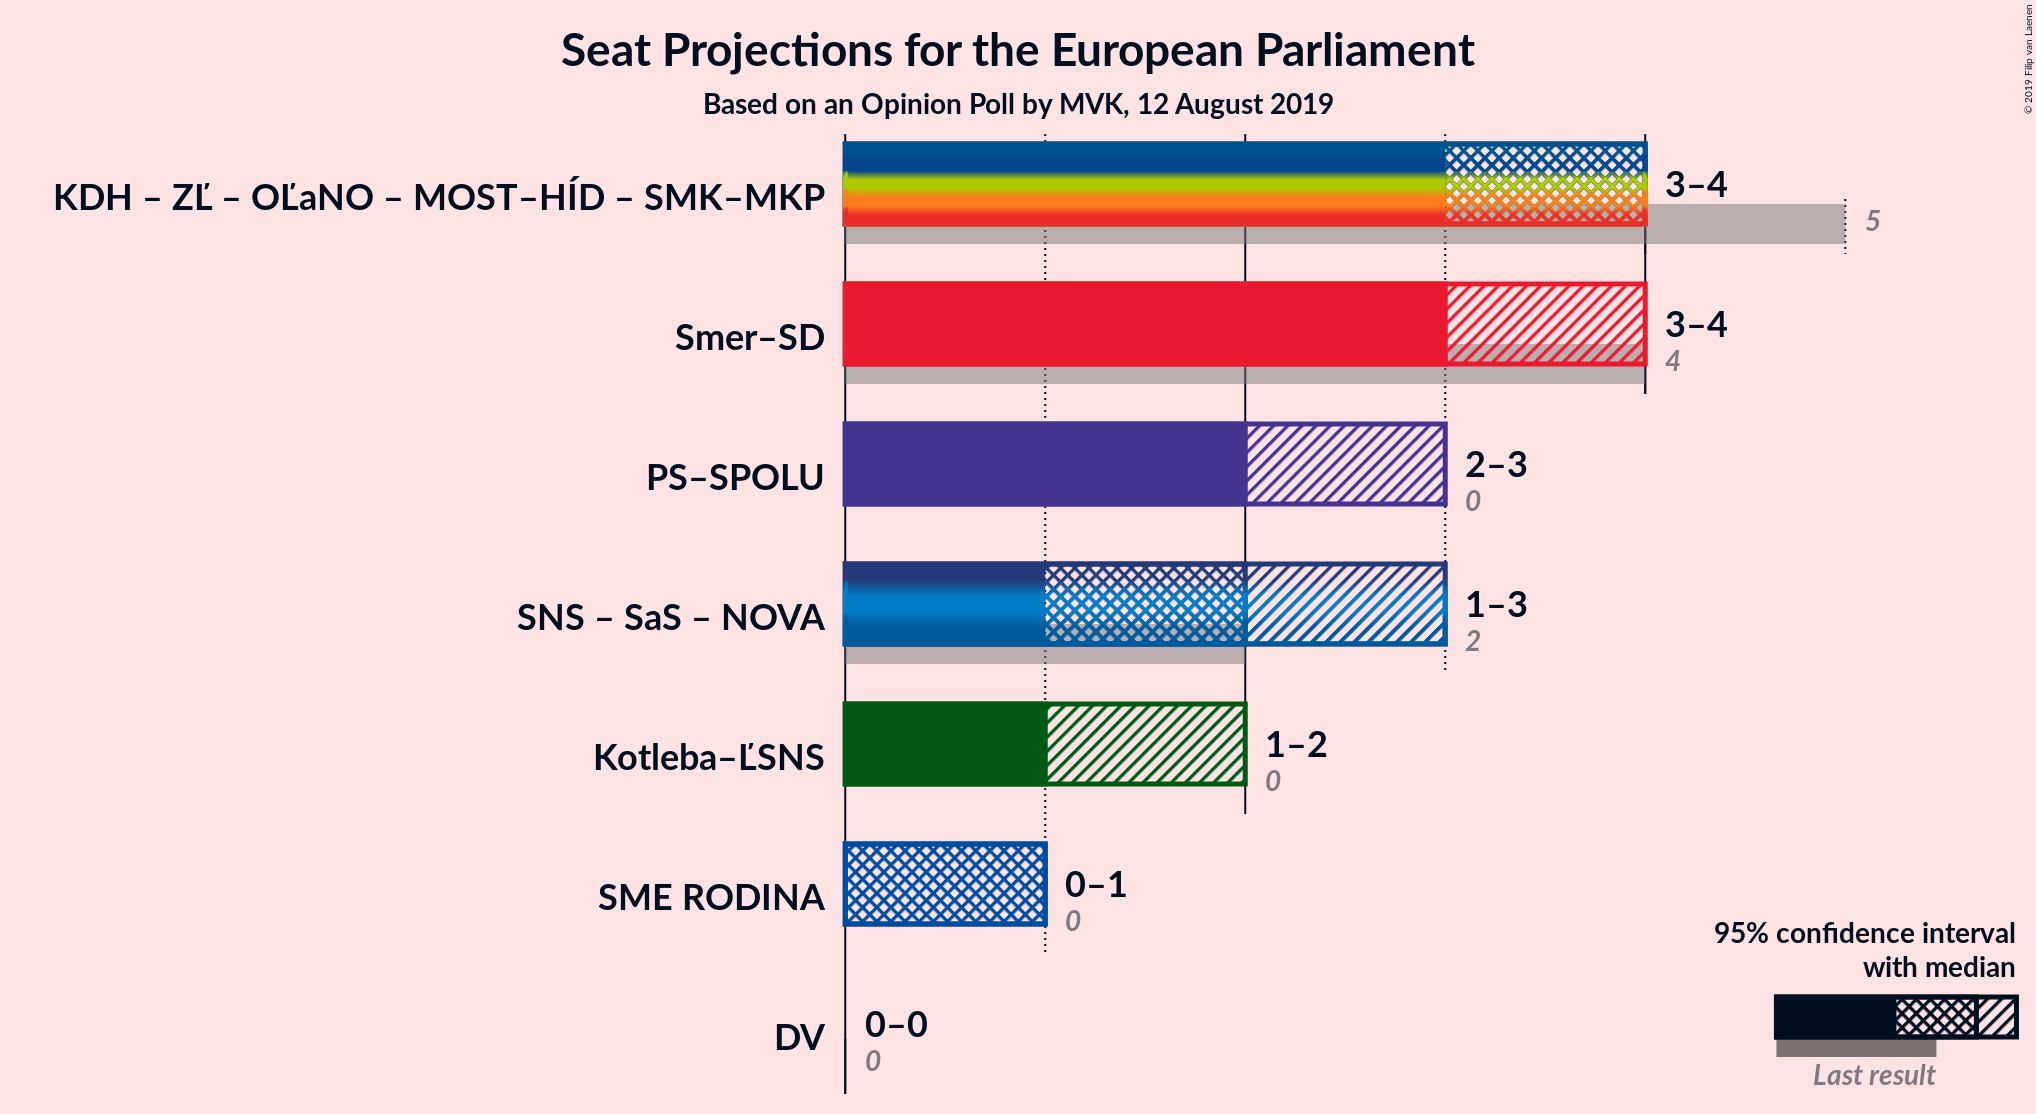 Seat Projections for the European Parliament
Based on an Opinion Poll by MVK, 12 August 2019
© 2019 Filip van Laenen
KDH – ZĽ – OĽaNO – MOST–HÍD – SMK–MKP
3–4
5
Smer–SD
3–4
4
PS–SPOLU
2–3
0
SNS – SaS – NOVA
1–3
2
Kotleba–ĽSNS
1–2
0
SME RODINA
0–1
0
DV
0–0
0
95% confidence interval
with median
Last result